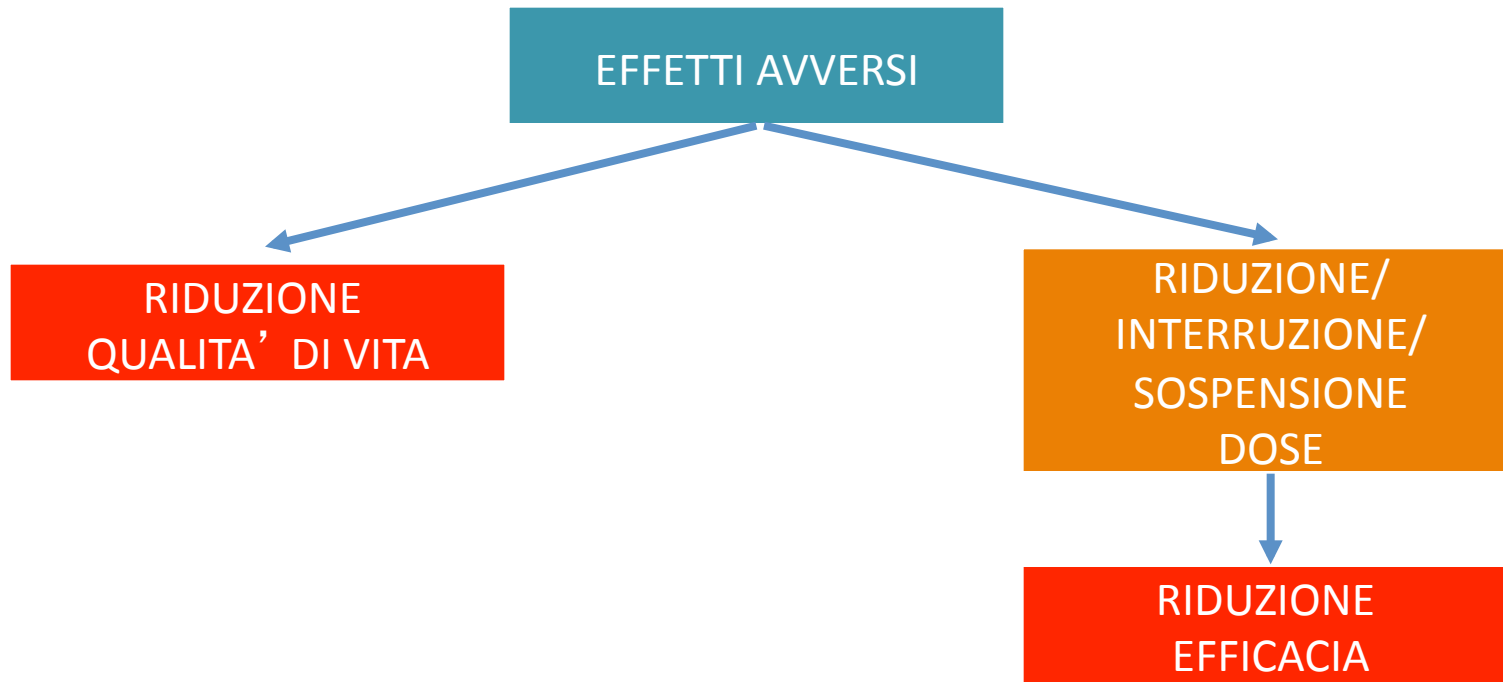 EFFETTI AVVERSI
RIDUZIONE
QUALITA’ DI VITA
RIDUZIONE/
INTERRUZIONE/
SOSPENSIONE
DOSE
RIDUZIONE
EFFICACIA